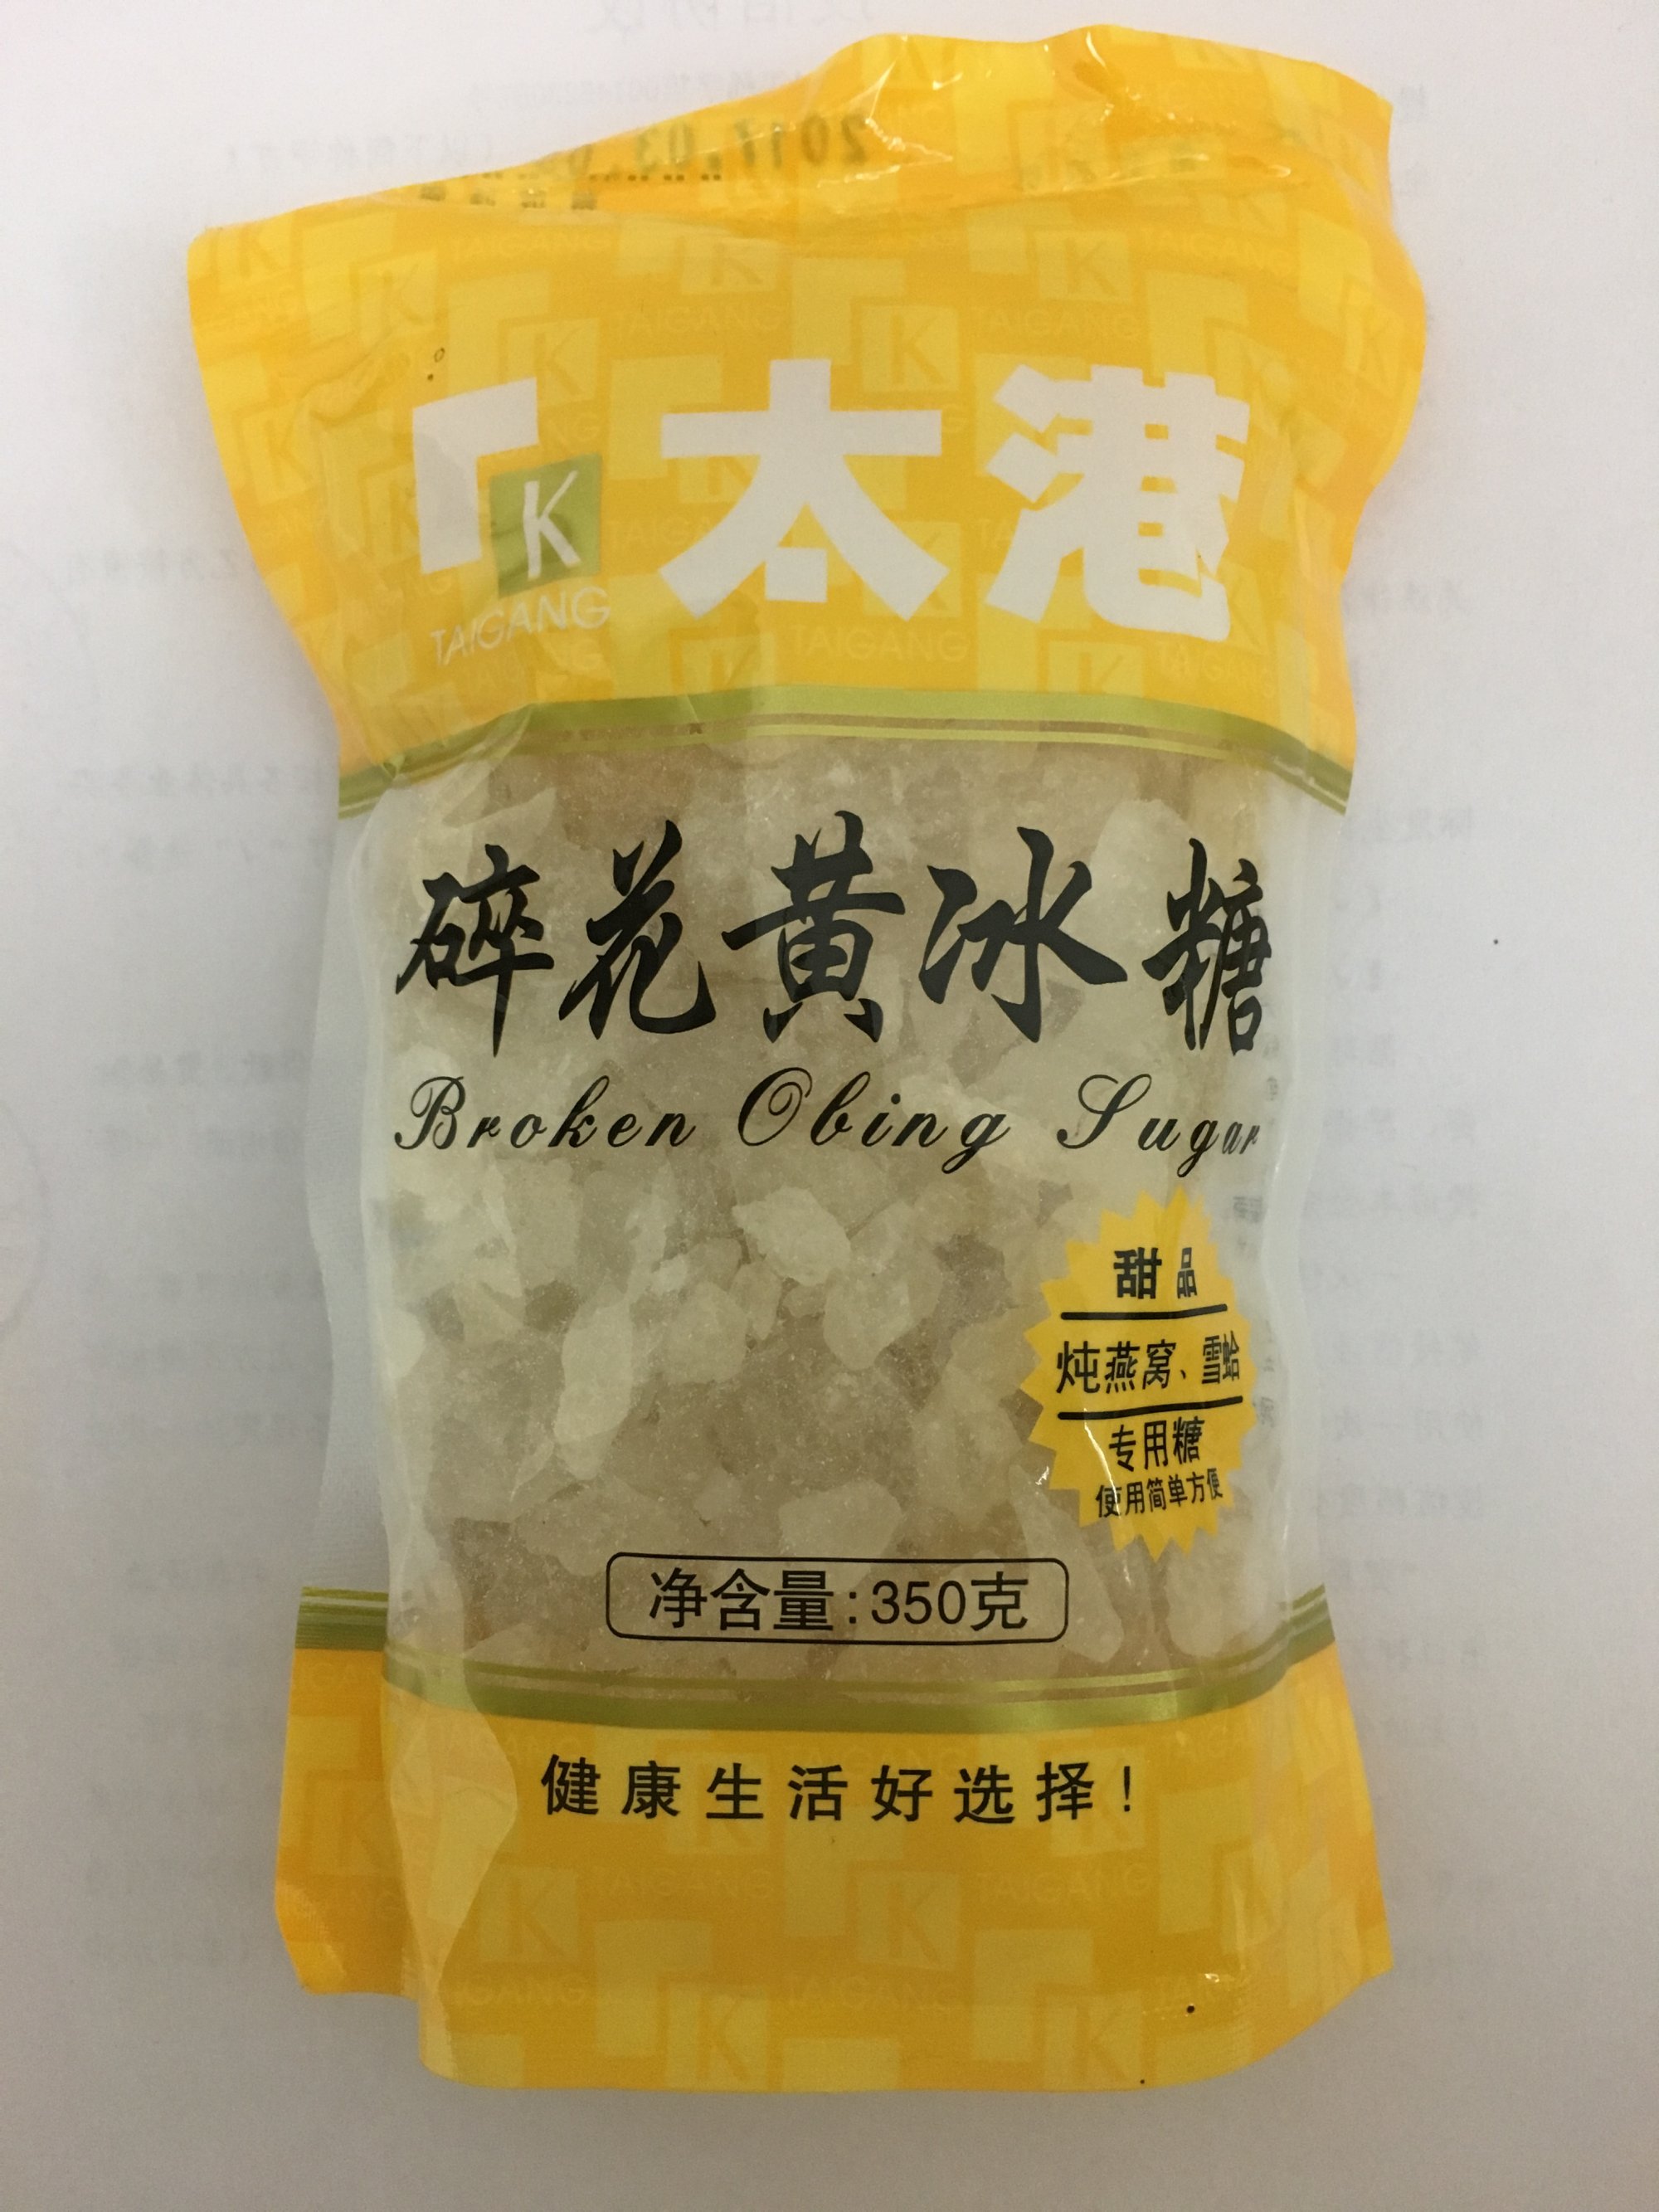 太港
K
TAIGANG
碎花黄冰糖
Broken Obing Sugar
甜品
炖燕窝、雪蛤
专用糖
使用简单方便
净含量:350克
健康生活好选择!